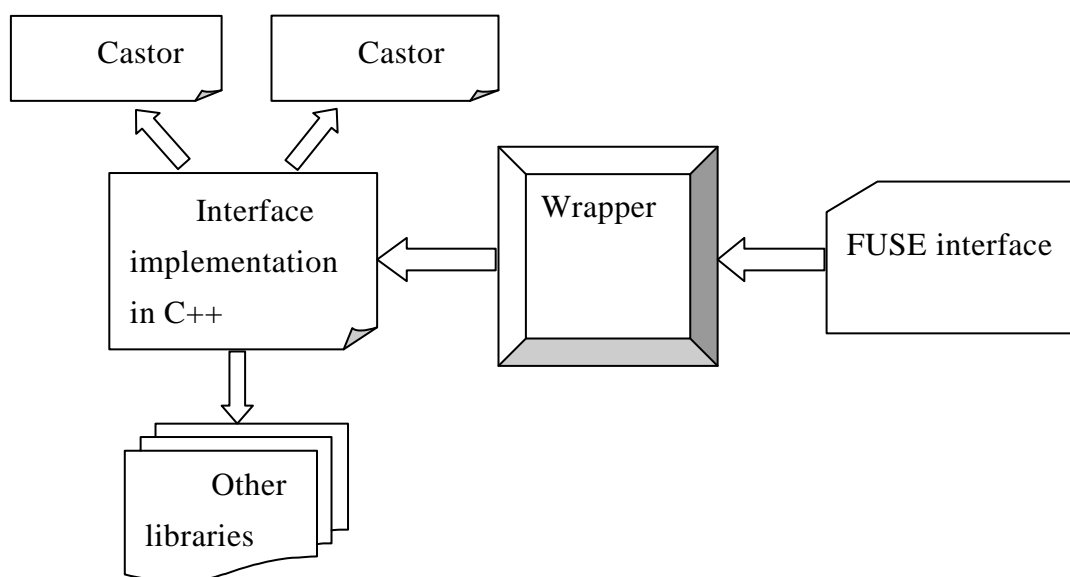 Castor
Castor
Interface
implementation
in C++
Wrapper
FUSE interface
Other
libraries